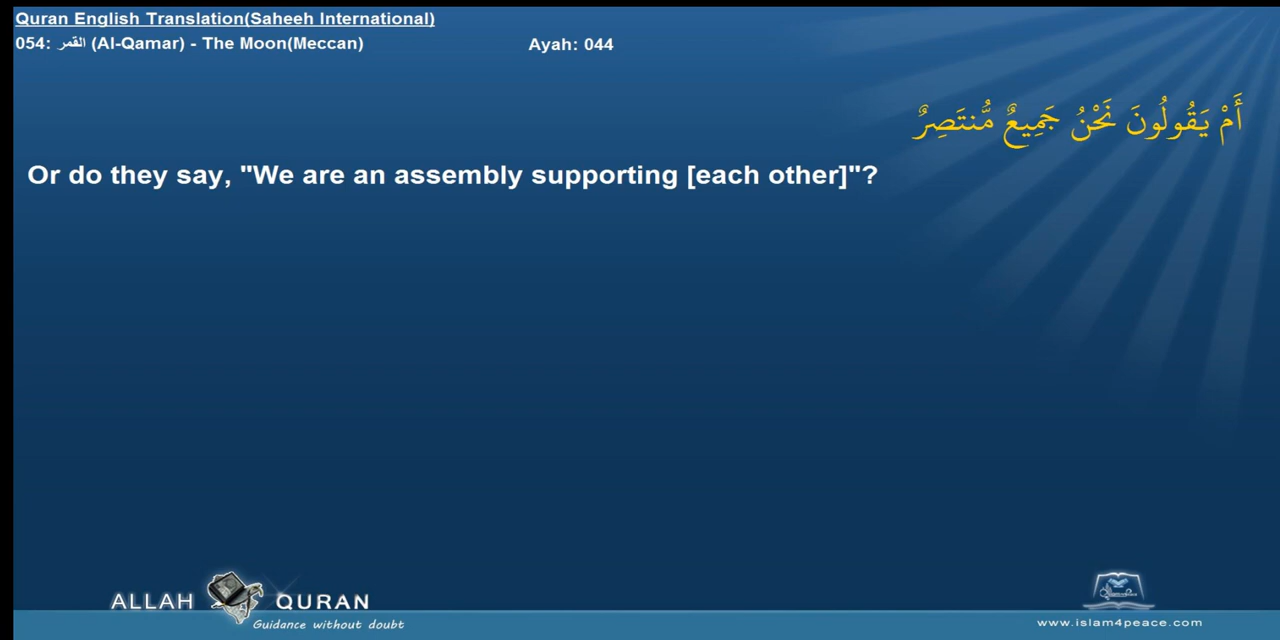 Quran English Translation(Saheeh International)
054: القمر (Al-Qamar) - The Moon(Meccan) Ayah: 044
أَمْ يَقُولُونَ نَحْنُ جَمِيعٌ مُّنتَصِرٌ
Or do they say, "We are an assembly supporting [each other]"?
ALLAH QURAN
Guidance without doubt
www.islam4peace.com